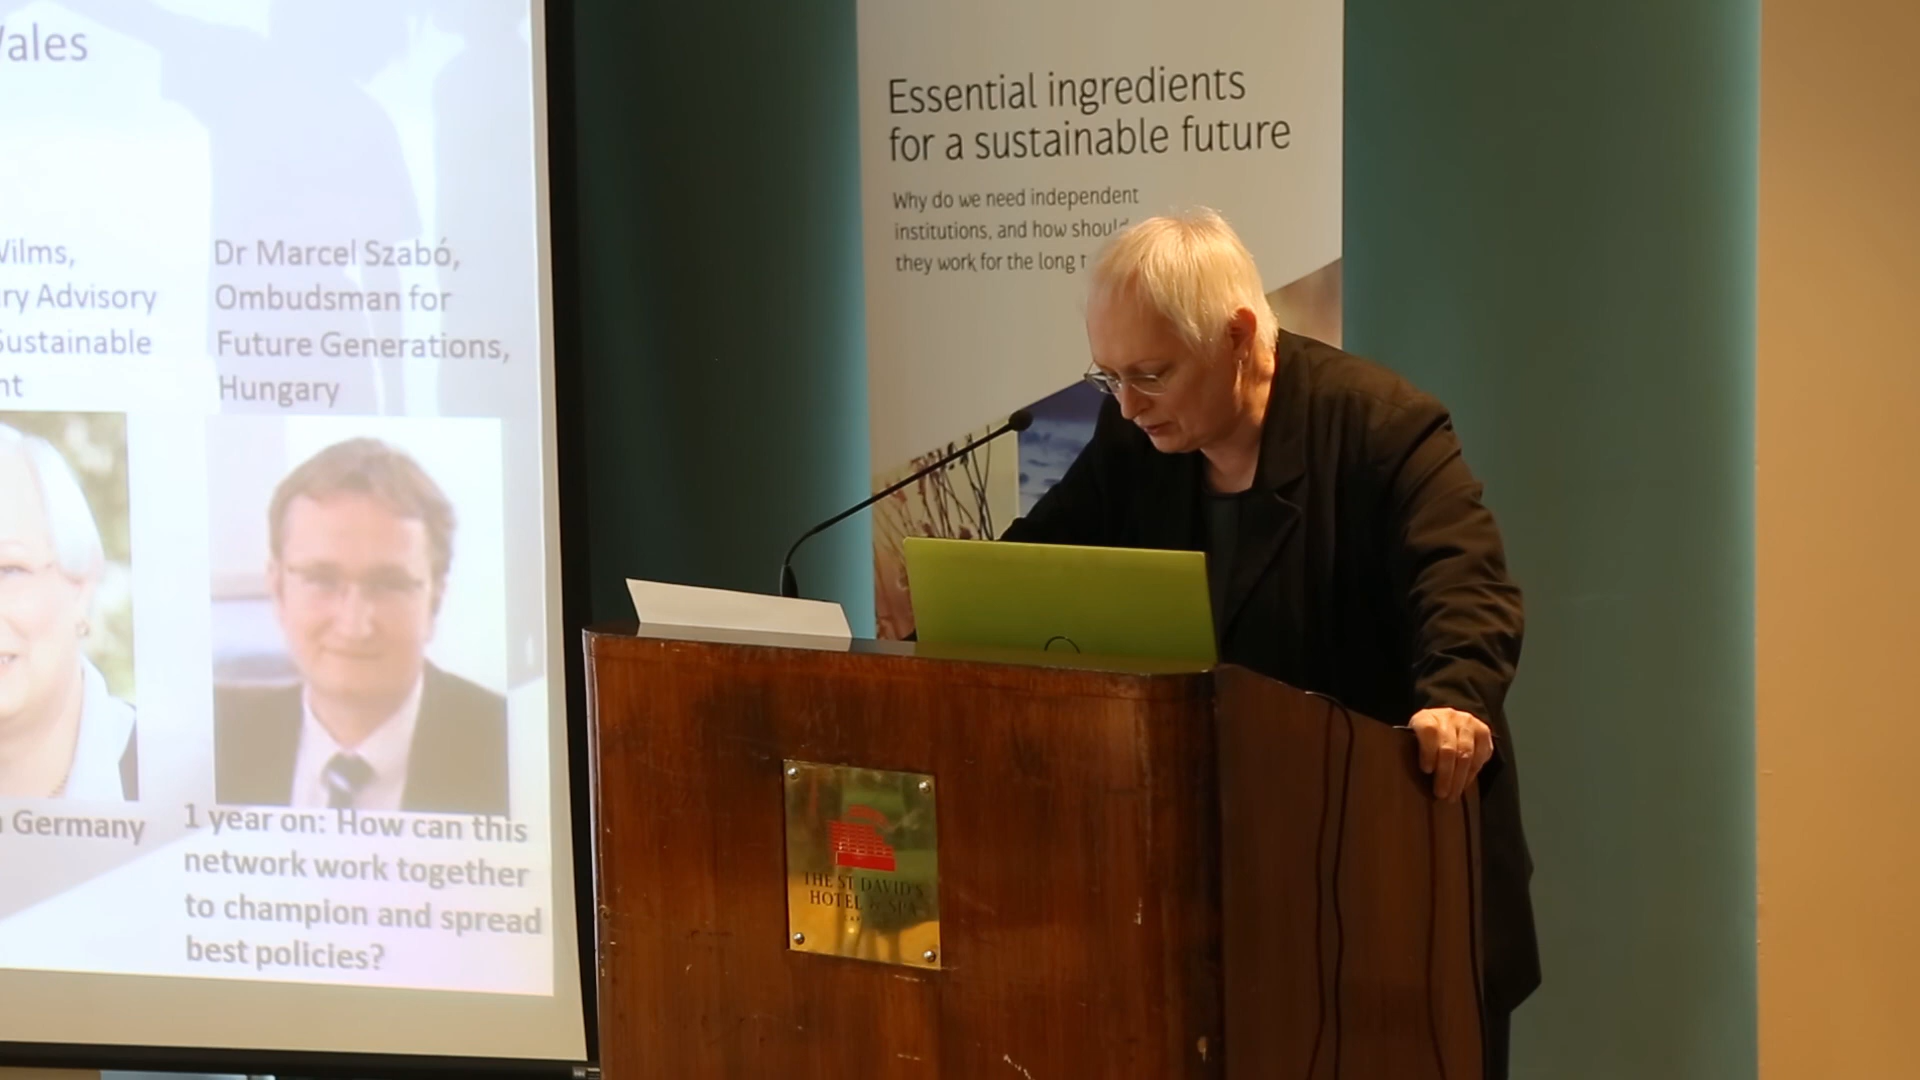 ales
ilms,
ry Advisory
Sustainable
nt
Germany
Dr Marcel Szabó,
Ombudsman for
Future Generations,
Hungary
1 year on: How can this
network work together
to champion and spread
best policies?
Essential ingredients
for a sustainable future
Why do we need independent
institutions, and how should
they work for the long t
THE ST DAVID'S
HOTEL & SPA